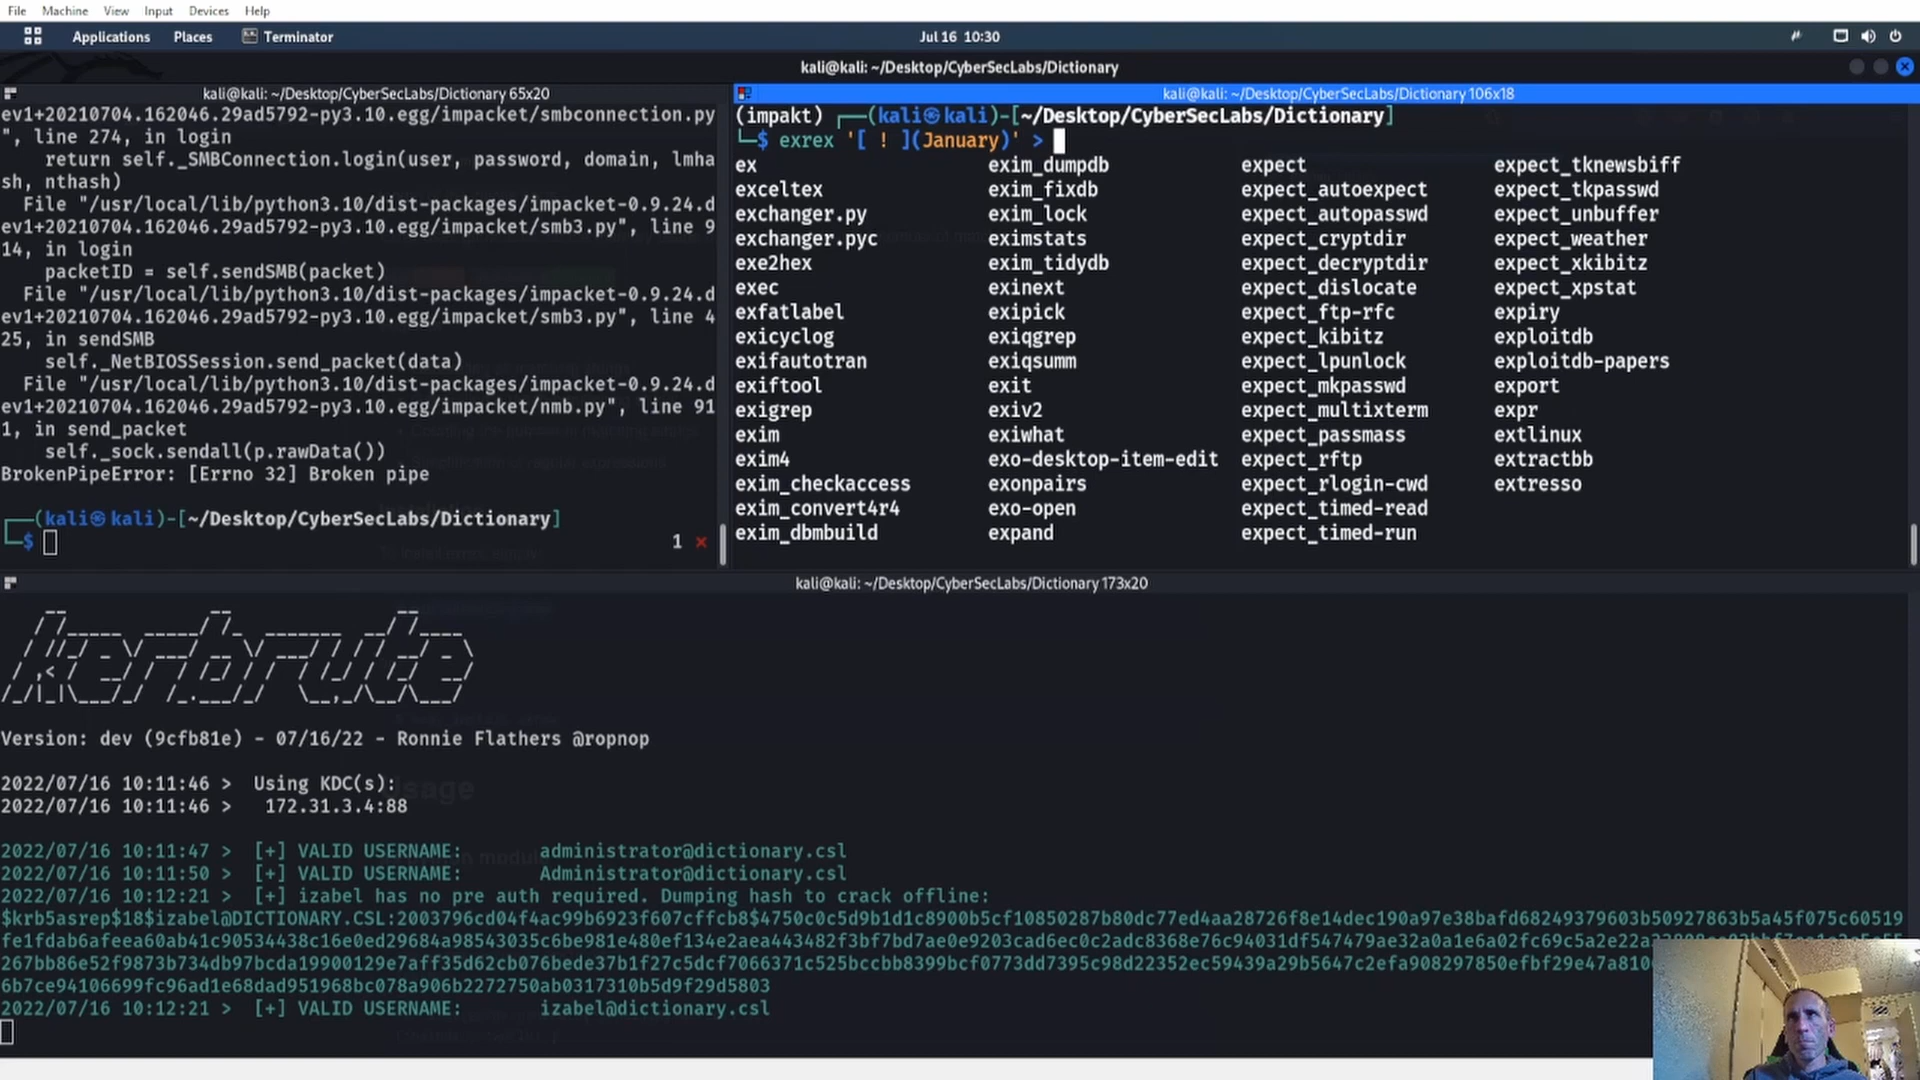 File Machine View Input Devices Help
Applications Places Terminator Jul 16 10:30
kali@kali: ~/Desktop/CyberSecLabs/Dictionary
kali@kali: ~/Desktop/CyberSecLabs/Dictionary 65x20
ev1+20210704.162046.29ad5792-py3.10.egg/impacket/smbconnection.py
", line 274, in login
return self._SMBConnection.login(user, password, domain, lmha
sh, nthash)
File "/usr/local/lib/python3.10/dist-packages/impacket-0.9.24.d
ev1+20210704.162046.29ad5792-py3.10.egg/impacket/smb3.py", line 9
14, in login
packetID = self.sendSMB(packet)
File "/usr/local/lib/python3.10/dist-packages/impacket-0.9.24.d
ev1+20210704.162046.29ad5792-py3.10.egg/impacket/smb3.py", line 4
25, in sendSMB
self._NetBIOSSession.send_packet(data)
File "/usr/local/lib/python3.10/dist-packages/impacket-0.9.24.d
ev1+20210704.162046.29ad5792-py3.10.egg/impacket/nmb.py", line 91
1, in send_packet
self._sock.sendall(p.rawData())
BrokenPipeError: [Errno 32] Broken pipe
(kali㉿kali)-[~/Desktop/CyberSecLabs/Dictionary]
$ 1 ⨯
kali@kali: ~/Desktop/CyberSecLabs/Dictionary 106x18
(impakt) (kali㉿kali)-[~/Desktop/CyberSecLabs/Dictionary]
$ exrex '[ ! ](January)' >
ex exim_dumpdb expect expect_tknewsbiff
exceltex exim_fixdb expect_autoexpect expect_tkpasswd
exchanger.py exim_lock expect_autopasswd expect_unbuffer
exchanger.pyc eximstats expect_cryptdir expect_weather
exe2hex exim_tidydb expect_decryptdir expect_xkibitz
exec exinext expect_dislocate expect_xpstat
exfatlabel exipick expect_ftp-rfc expiry
exicyclog exiqgrep expect_kibitz exploitdb
exifautotran exiqsumm expect_lpunlock exploitdb-papers
exiftool exit expect_mkpasswd export
exigrep exiv2 expect_multixterm expr
exim exiwhat expect_passmass extlinux
exim4 exo-desktop-item-edit expect_rftp extractbb
exim_checkaccess exonpairs expect_rlogin-cwd extresso
exim_convert4r4 exo-open expect_timed-read
exim_dbmbuild expand expect_timed-run
kali@kali: ~/Desktop/CyberSecLabs/Dictionary 173x20
kerbrute
Version: dev (9cfb81e) - 07/16/22 - Ronnie Flathers @ropnop
2022/07/16 10:11:46 > Using KDC(s):
2022/07/16 10:11:46 > 172.31.3.4:88
2022/07/16 10:11:47 > [+] VALID USERNAME: administrator@dictionary.csl
2022/07/16 10:11:50 > [+] VALID USERNAME: Administrator@dictionary.csl
2022/07/16 10:12:21 > [+] izabel has no pre auth required. Dumping hash to crack offline:
$krb5asrep$18$izabel@DICTIONARY.CSL:2003796cd04f4ac99b6923f607cffcb8$4750c0c5d9b1d1c8900b5cf10850287b80dc77ed4aa28726f8e14dec190a97e38bafd68249379603b50927863b5a45f075c60519
267bb86e52f9873b734db97bcda19900129e7aff35d62cb076bede37b1f27c5dcf7066371c525bccbb8399bcf0773dd7395c98d22352ec59439a29b5647c2efa908297850efbf29e47a810
6b7ce94106699fc96ad1e68dad951968bc078a906b2272750ab0317310b5d9f29d5803
2022/07/16 10:12:21 > [+] VALID USERNAME: izabel@dictionary.csl